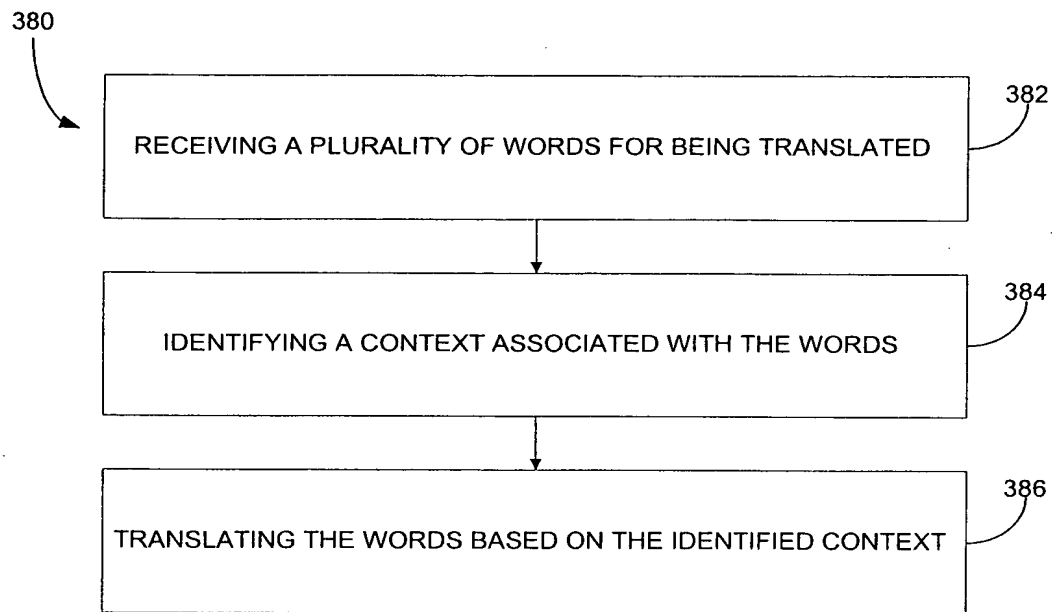 380
382
RECEIVING A PLURALITY OF WORDS FOR BEING TRANSLATED
384
IDENTIFYING A CONTEXT ASSOCIATED WITH THE WORDS
386
TRANSLATING THE WORDS BASED ON THE IDENTIFIED CONTEXT